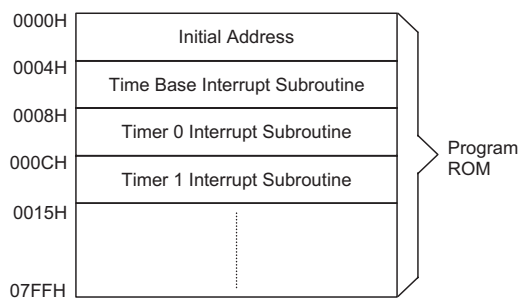 0000H
Initial Address
0004H
Time Base Interrupt Subroutine
0008H
Timer 0 Interrupt Subroutine
000CH
Timer 1 Interrupt Subroutine
0015H
07FFH
Program
ROM